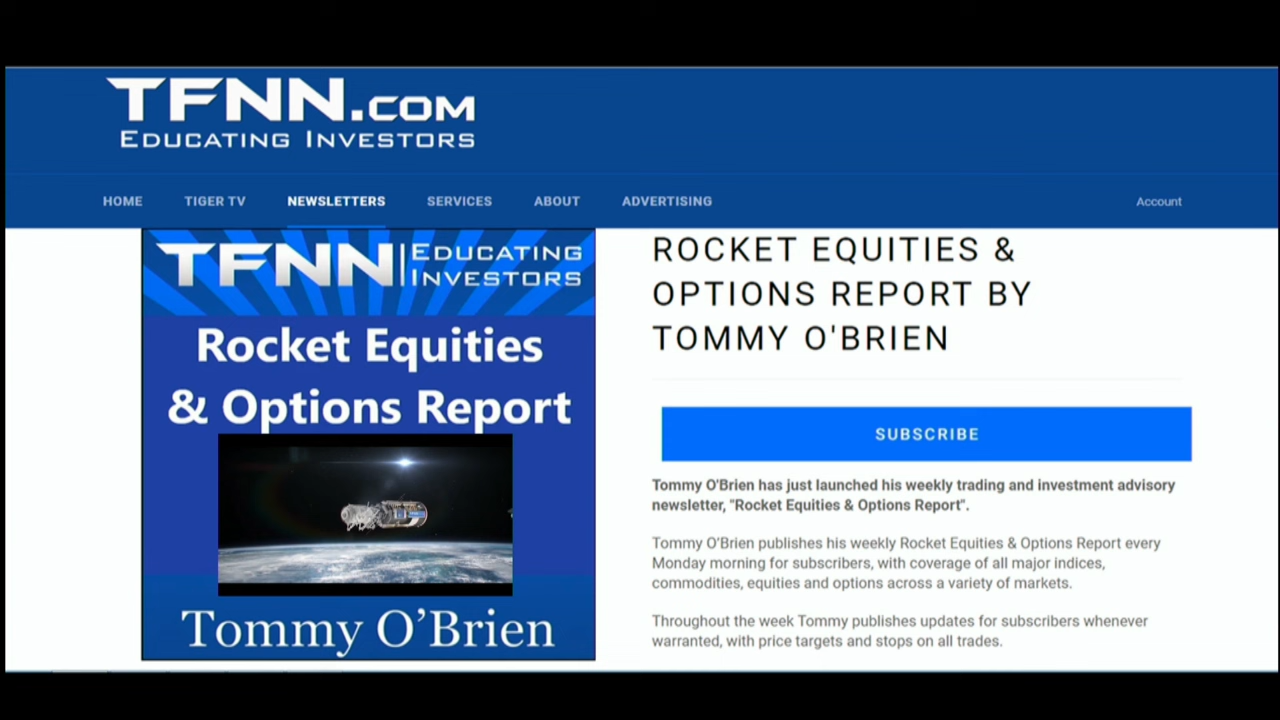 TFNN.COM
EDUCATING INVESTORS
HOME TIGER TV NEWSLETTERS SERVICES ABOUT ADVERTISING Account
TFNN EDUCATING
INVESTORS
Rocket Equities
& Options Report
Tommy O’Brien
ROCKET EQUITIES &
OPTIONS REPORT BY
TOMMY O'BRIEN
SUBSCRIBE
Tommy O'Brien has just launched his weekly trading and investment advisory
newsletter, "Rocket Equities & Options Report".
Tommy O’Brien publishes his weekly Rocket Equities & Options Report every
Monday morning for subscribers, with coverage of all major indices,
commodities, equities and options across a variety of markets.
Throughout the week Tommy publishes updates for subscribers whenever
warranted, with price targets and stops on all trades.